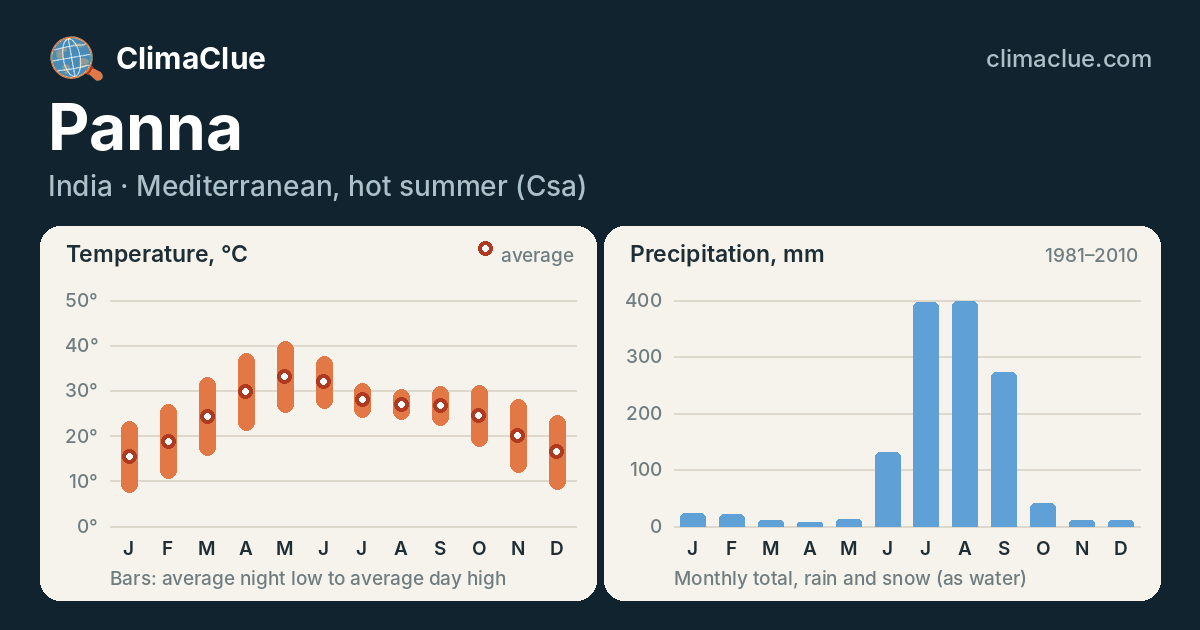 ClimaClue
climaclue.com
Panna
India · Mediterranean, hot summer (Csa)
Temperature, °C
average
50°
40°
30°
20°
10°
0°
J F M A M J J A S O N D
Bars: average night low to average day high
Precipitation, mm
1981–2010
400
300
200
100
0
J F M A M J J A S O N D
Monthly total, rain and snow (as water)